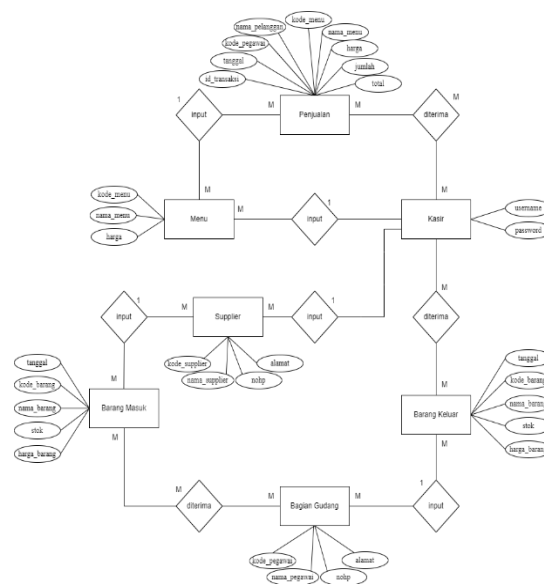 kode_menu
nama_pelanggan
nama_menu
kode_pegawai
harga
tanggal
jumlah
id_transaksi
total
1
input
M
Penjualan
M
diterima
M
M
M
kode_menu
nama_menu
harga
Menu
M
input
1
Kasir
username
password
M
input
1
M
Supplier
M
input
1
M
diterima
kode_supplier
nama_supplier
nohp
alamat
tanggal
kode_barang
nama_barang
stok
harga_barang
M
Barang Masuk
M
M
Barang Keluar
M
tanggal
kode_barang
nama_barang
stok
harga_barang
M
diterima
M
Bagian Gudang
M
input
1
kode_pegawai
nama_pegawai
nohp
alamat